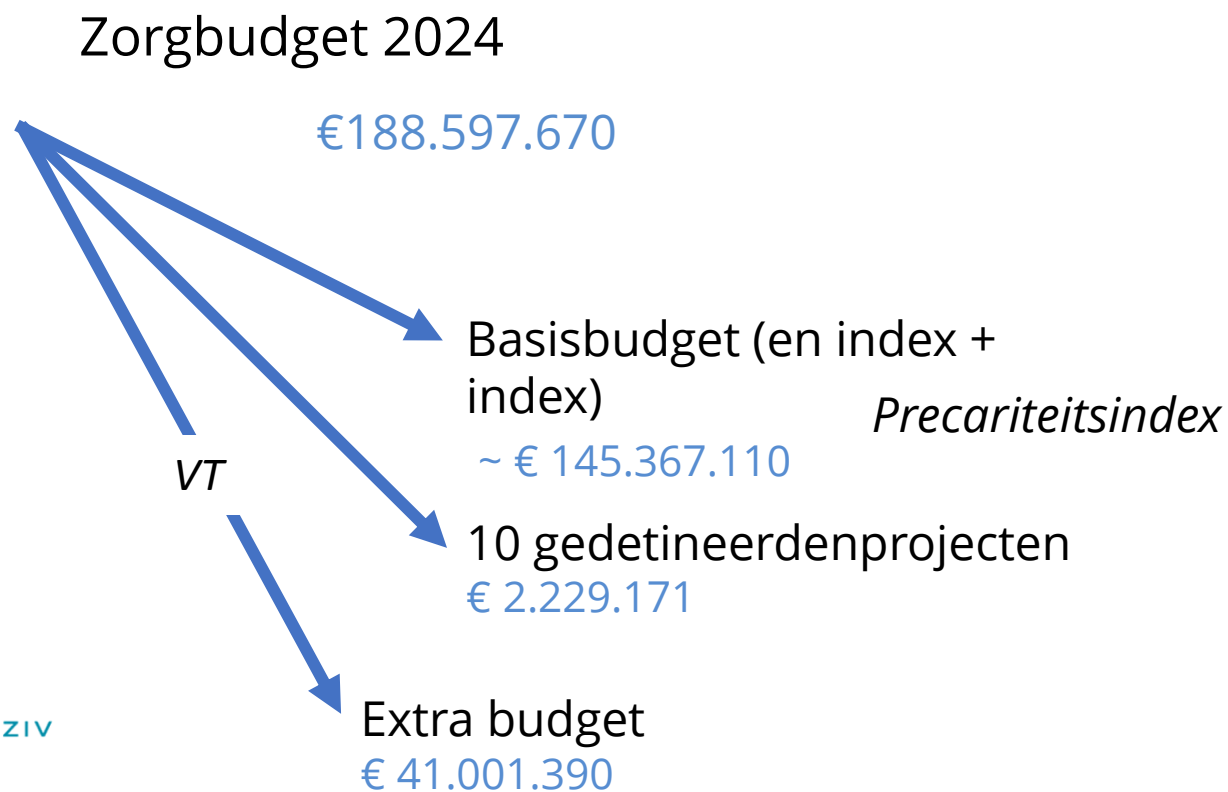 Zorgbudget 2024
€188.597.670
Basisbudget (en index +
index)
Precariteitsindex
~ € 145.367.110
VT
10 gedetineerdenprojecten
€ 2.229.171
Extra budget
€ 41.001.390
ZIV